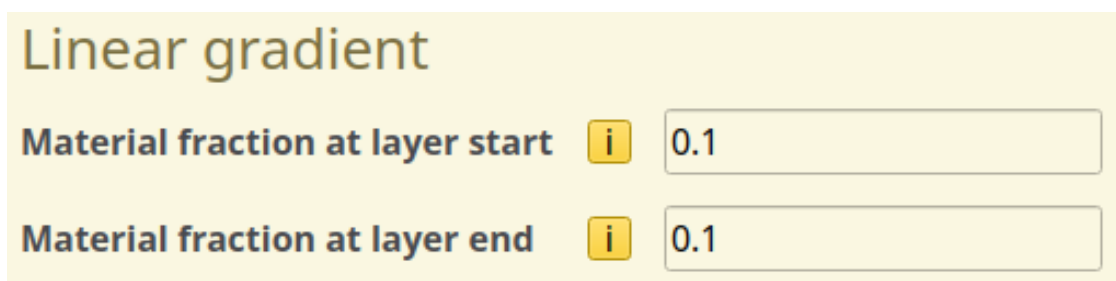 Linear gradient
Material fraction at layer start i 0.1
Material fraction at layer end i 0.1